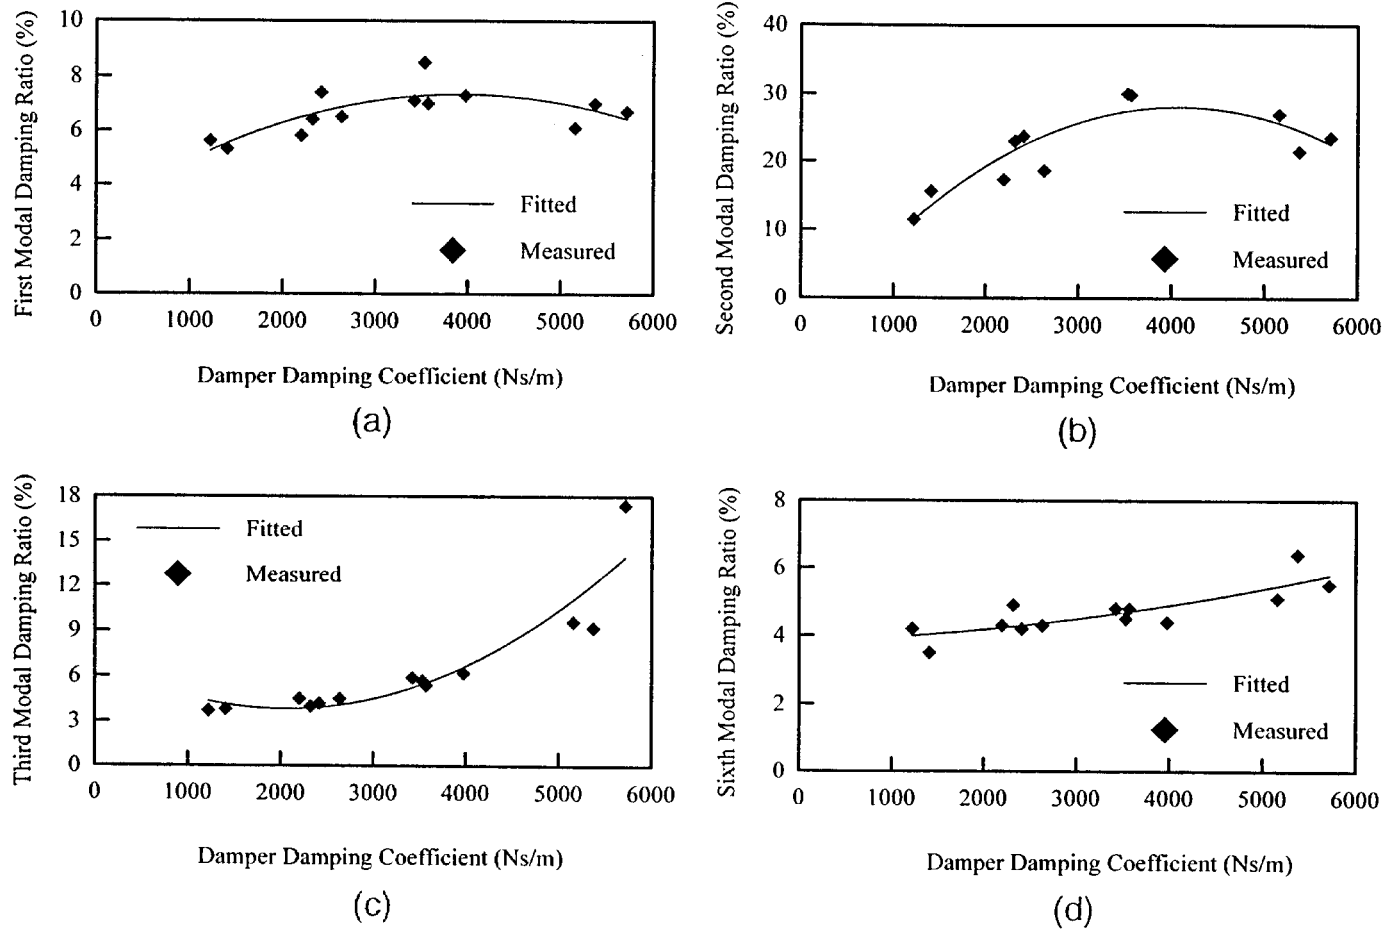 First Modal Damping Ratio (%)
10
8
6
4
2
0
Fitted
Measured
0 1000 2000 3000 4000 5000 6000
Damper Damping Coefficient (Ns/m)
(a)
Second Modal Damping Ratio (%)
40
30
20
10
0
Fitted
Measured
0 1000 2000 3000 4000 5000 6000
Damper Damping Coefficient (Ns/m)
(b)
Third Modal Damping Ratio (%)
18
15
12
9
6
3
0
Fitted
Measured
0 1000 2000 3000 4000 5000 6000
Damper Damping Coefficient (Ns/m)
(c)
Sixth Modal Damping Ratio (%)
8
6
4
2
0
Fitted
Measured
0 1000 2000 3000 4000 5000 6000
Damper Damping Coefficient (Ns/m)
(d)